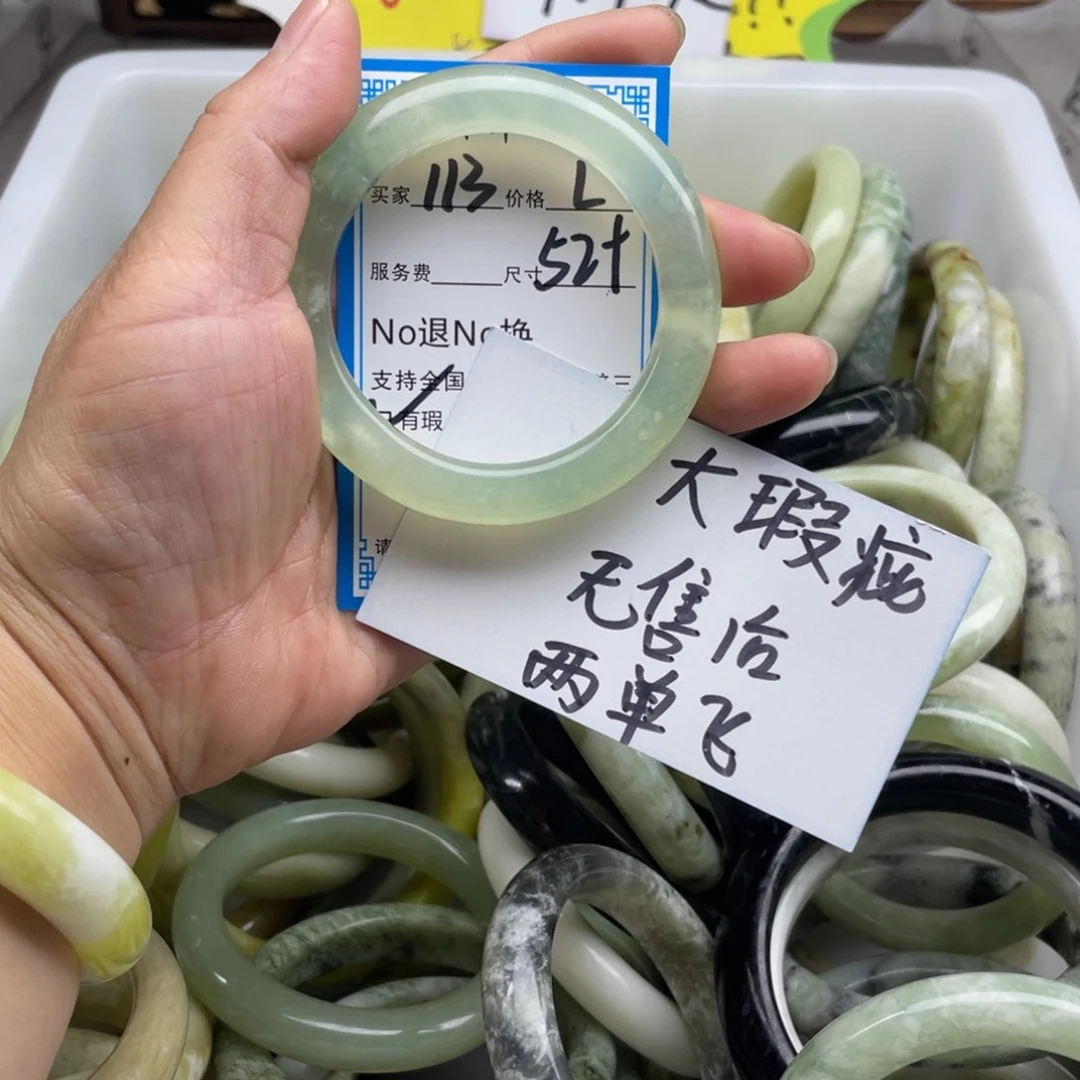 买家 113 价格 L
服务费 尺寸 52+
No退No换
支持全国
有瑕
请
大瑕疵
无售后
两单飞